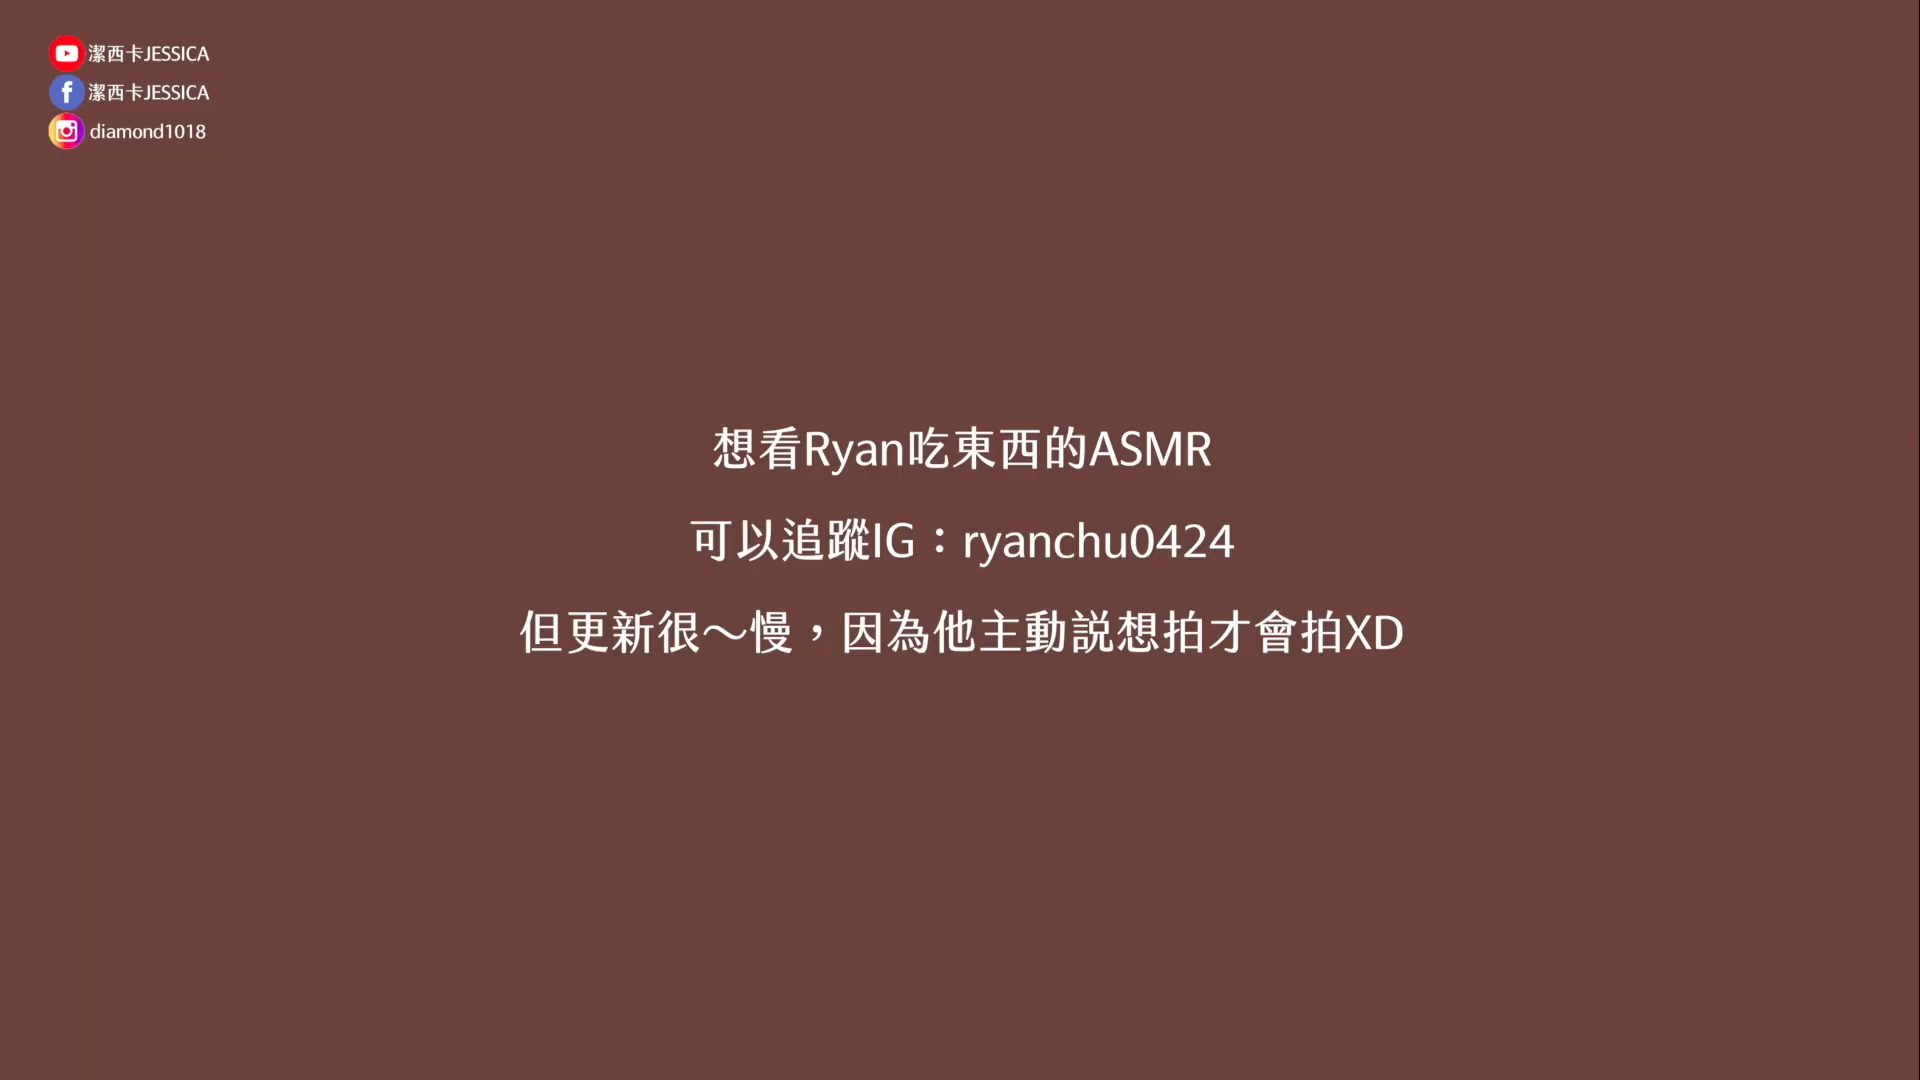 潔西卡JESSICA
潔西卡JESSICA
diamond1018
想看Ryan吃東西的ASMR
可以追蹤IG：ryanchu0424
但更新很～慢，因為他主動説想拍才會拍XD